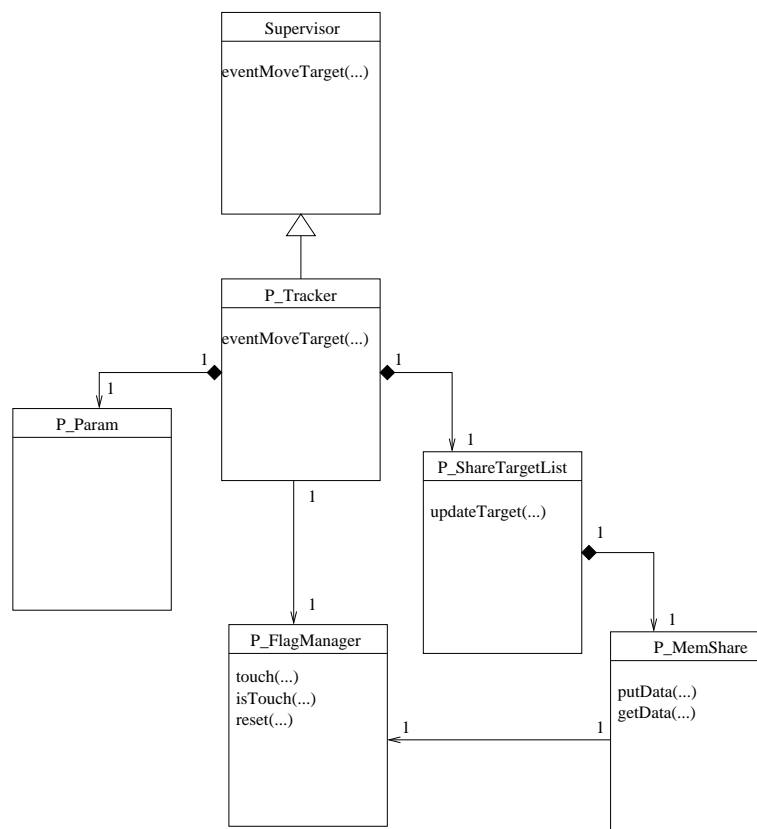 Supervisor
eventMoveTarget(...)
P_Tracker
eventMoveTarget(...)
1
1
1
1
P_Param
P_ShareTargetList
1
updateTarget(...)
1
1
1
P_FlagManager
P_MemShare
touch(...)
isTouch(...)
reset(...)
putData(...)
getData(...)
1
1